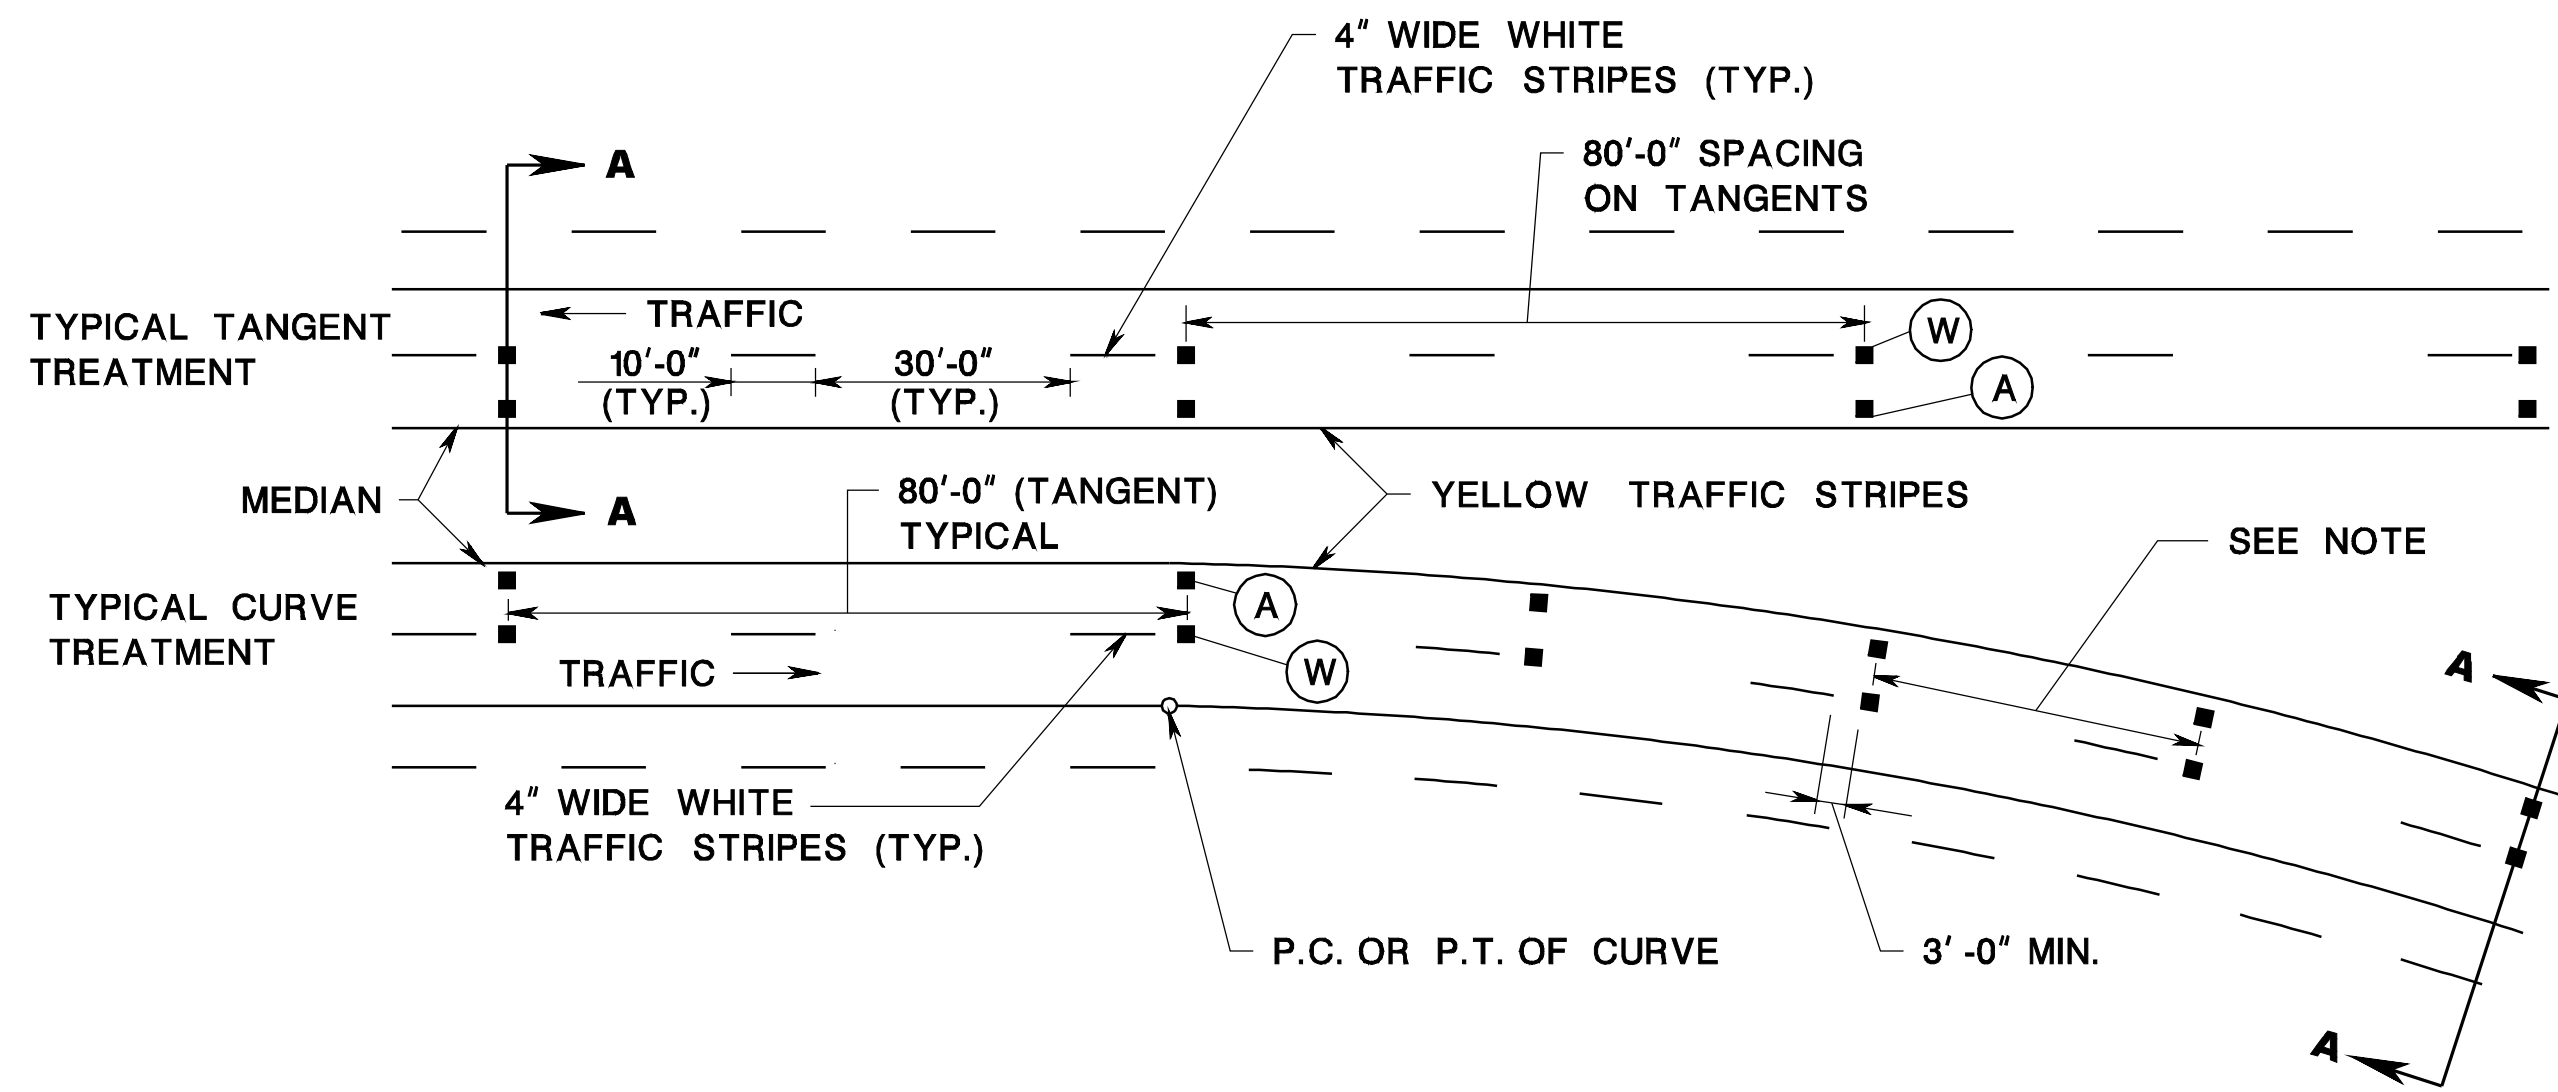 4" WIDE WHITE
TRAFFIC STRIPES (TYP.)
80'-0" SPACING
ON TANGENTS
A
TYPICAL TANGENT
TREATMENT
TRAFFIC
10'-0"
(TYP.)
30'-0"
(TYP.)
W
A
MEDIAN
A
80'-0" (TANGENT)
TYPICAL
YELLOW TRAFFIC STRIPES
SEE NOTE
TYPICAL CURVE
TREATMENT
A
W
TRAFFIC
A
4" WIDE WHITE
TRAFFIC STRIPES (TYP.)
P.C. OR P.T. OF CURVE
3'-0" MIN.
A